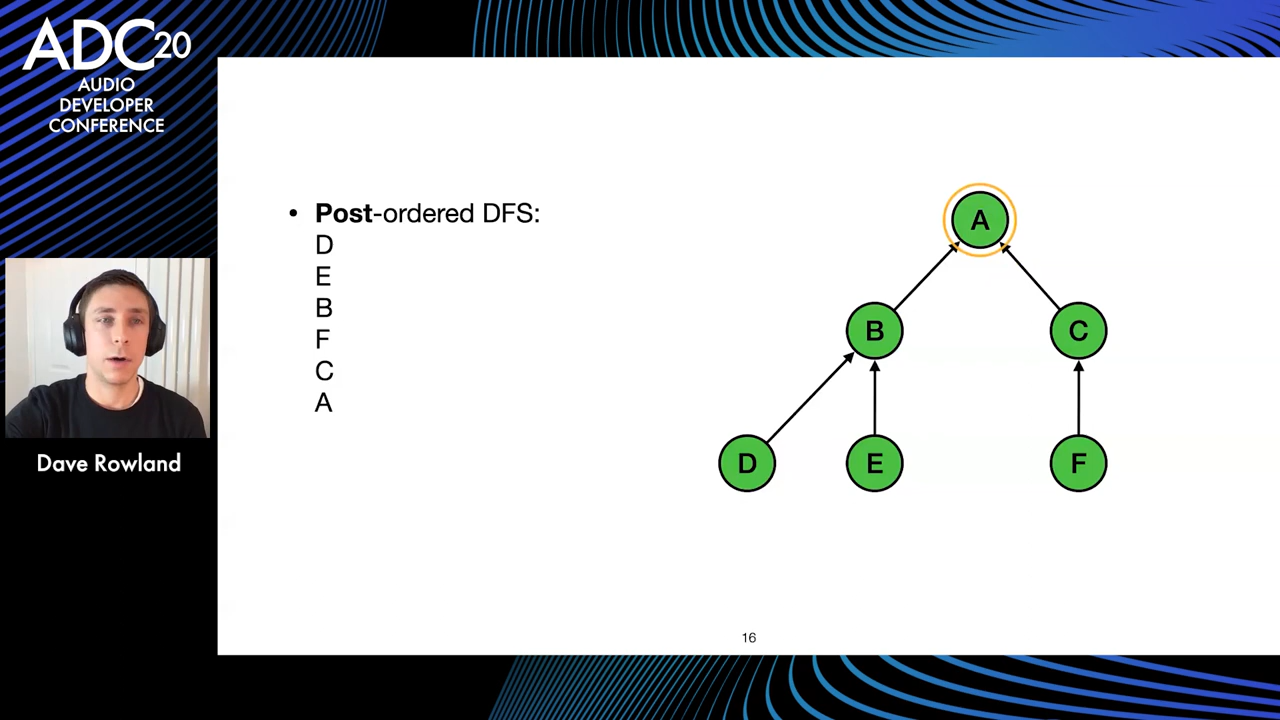 ADC20
AUDIO
DEVELOPER
CONFERENCE
Dave Rowland
• Post-ordered DFS:
D
E
B
F
C
A
A
B
C
D
E
F
16